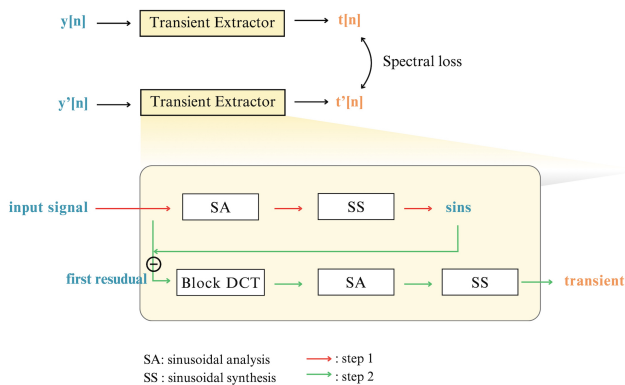 y[n] Transient Extractor t[n]
Spectral loss
y'[n] Transient Extractor t'[n]
input signal SA SS sins
−
first resudual Block DCT SA SS transient
SA: sinusoidal analysis : step 1
SS : sinusoidal synthesis : step 2